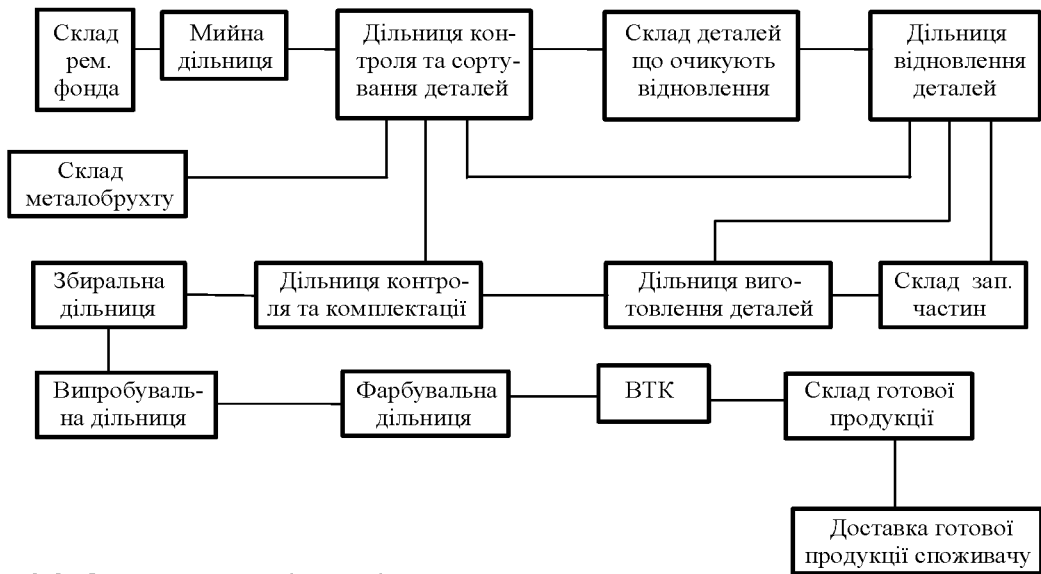 Склад
рем.
фонда
Мийна
дільниця
Дільниця кон-
троля та сорту-
вання деталей
Склад деталей
що очикують
відновлення
Дільниця
відновлення
деталей
Склад
металобрухту
Збиральна
дільниця
Дільниця контро-
ля та комплектації
Дільниця виго-
товлення деталей
Склад зап.
частин
Випробуваль-
на дільниця
Фарбувальна
дільниця
ВТК
Склад готової
продукції
Доставка готової
продукції споживачу